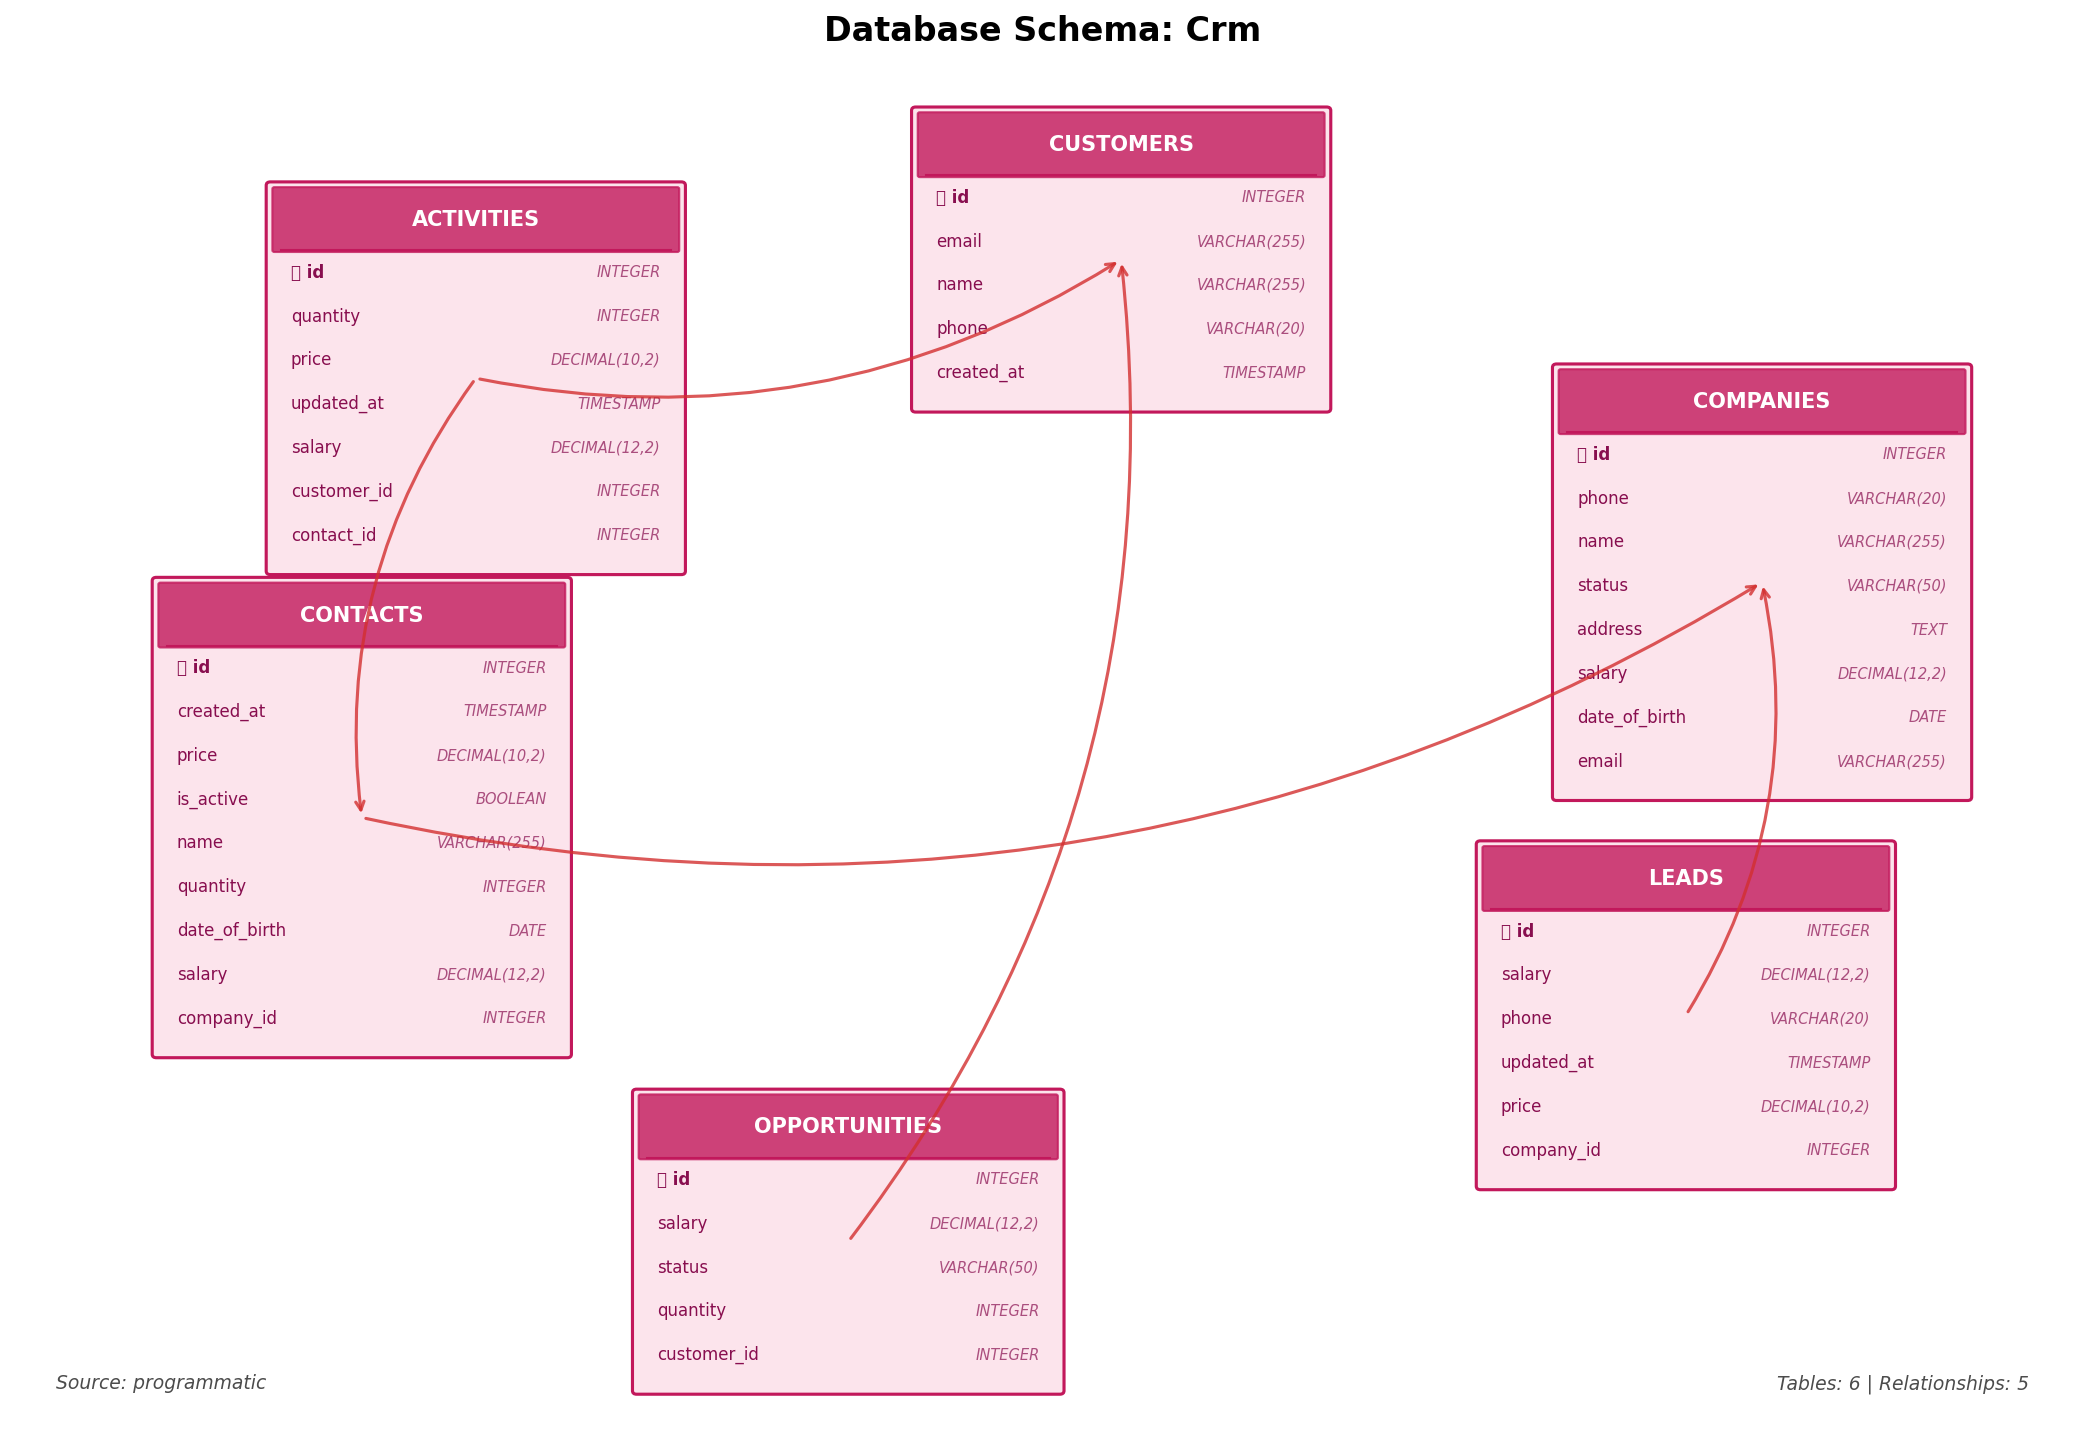 Database Schema: Crm
CUSTOMERS
id INTEGER
email VARCHAR(255)
name VARCHAR(255)
phone VARCHAR(20)
created_at TIMESTAMP
ACTIVITIES
id INTEGER
quantity INTEGER
price DECIMAL(10,2)
updated_at TIMESTAMP
salary DECIMAL(12,2)
customer_id INTEGER
contact_id INTEGER
COMPANIES
id INTEGER
phone VARCHAR(20)
name VARCHAR(255)
status VARCHAR(50)
address TEXT
salary DECIMAL(12,2)
date_of_birth DATE
email VARCHAR(255)
CONTACTS
id INTEGER
created_at TIMESTAMP
price DECIMAL(10,2)
is_active BOOLEAN
name VARCHAR(255)
quantity INTEGER
date_of_birth DATE
salary DECIMAL(12,2)
company_id INTEGER
LEADS
id INTEGER
salary DECIMAL(12,2)
phone VARCHAR(20)
updated_at TIMESTAMP
price DECIMAL(10,2)
company_id INTEGER
OPPORTUNITIES
id INTEGER
salary DECIMAL(12,2)
status VARCHAR(50)
quantity INTEGER
customer_id INTEGER
Source: programmatic
Tables: 6 | Relationships: 5